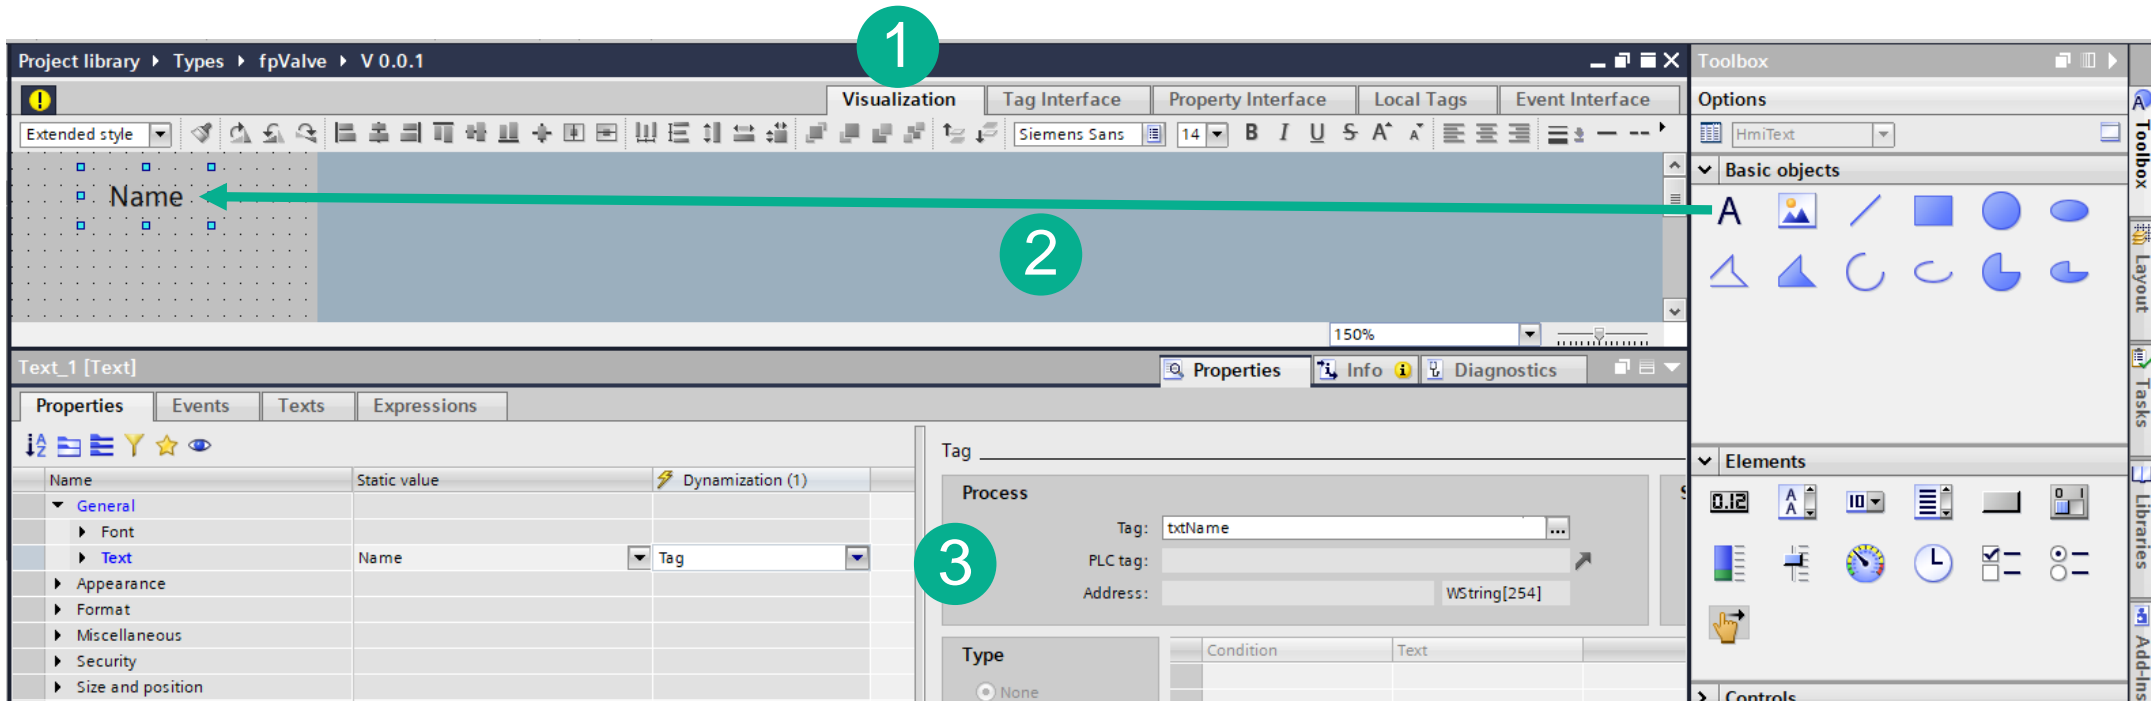 1
Project library ▸ Types ▸ fpValve ▸ V 0.0.1
Toolbox
Visualization
Tag Interface
Property Interface
Local Tags
Event Interface
Options
Extended style
Siemens Sans
14
B I U S A A
HmiText
Basic objects
Name
A
2
150%
Text_1 [Text]
Properties
Info
Diagnostics
Properties
Events
Texts
Expressions
Name
Static value
Dynamization (1)
General
Font
Text
Name
Tag
Appearance
Format
Miscellaneous
Security
Size and position
Tag
Process
3
Tag: txtName
...
PLC tag:
Address:
WString[254]
Type
None
Condition
Text
Elements
0.12
A
A
10
0 1
Controls
Toolbox
Layout
Tasks
Libraries
Add-Ins